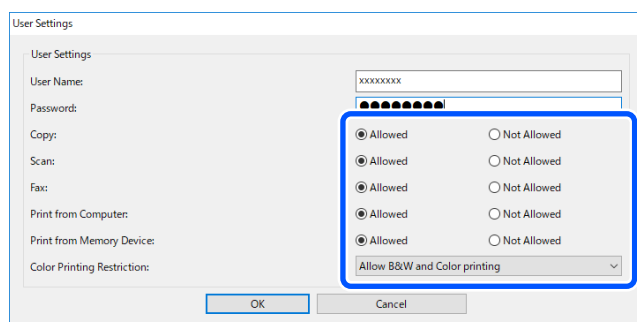 User Settings
User Settings
User Name: xxxxxxxx
Password: ●●●●●●●●
Copy: Allowed Not Allowed
Scan: Allowed Not Allowed
Fax: Allowed Not Allowed
Print from Computer: Allowed Not Allowed
Print from Memory Device: Allowed Not Allowed
Color Printing Restriction: Allow B&W and Color printing
OK Cancel